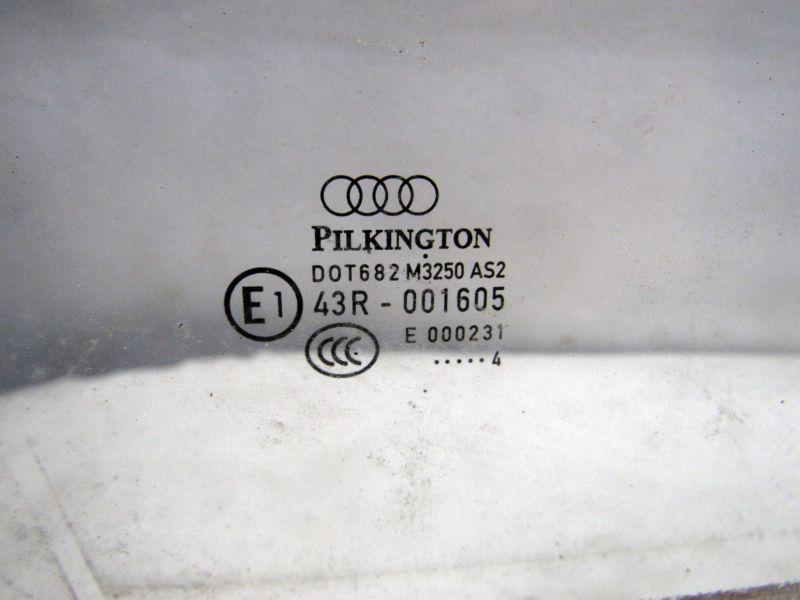 PILKINGTON
DOT682 M3250 AS2
E1 43R - 001605
CCC E 000231
.....4